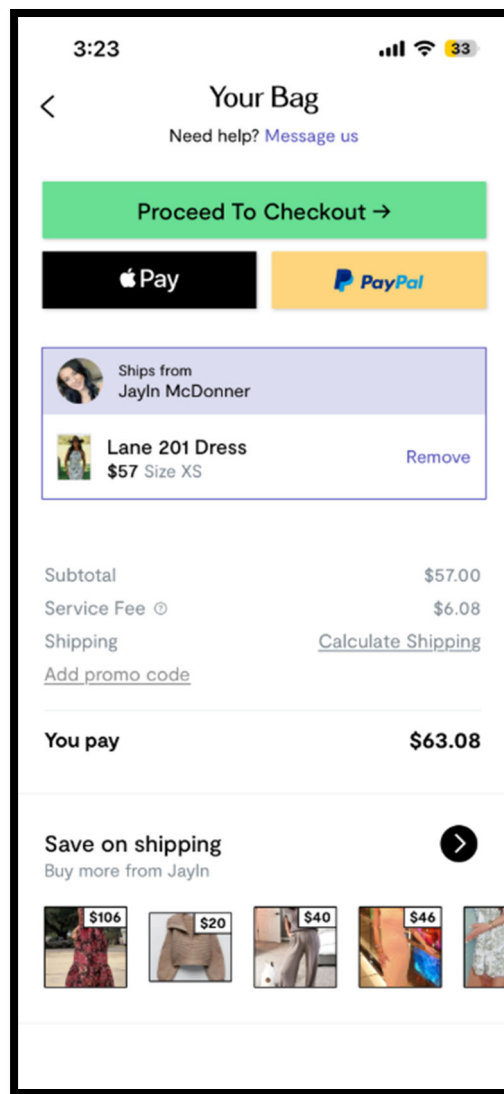 3:23 33
Your Bag
Need help? Message us
Proceed To Checkout →
Pay PayPal
Ships from
JayIn McDonner
Lane 201 Dress
$57 Size XS
Remove
Subtotal $57.00
Service Fee $6.08
Shipping Calculate Shipping
Add promo code
You pay $63.08
Save on shipping
Buy more from JayIn
$106 $20 $40 $46